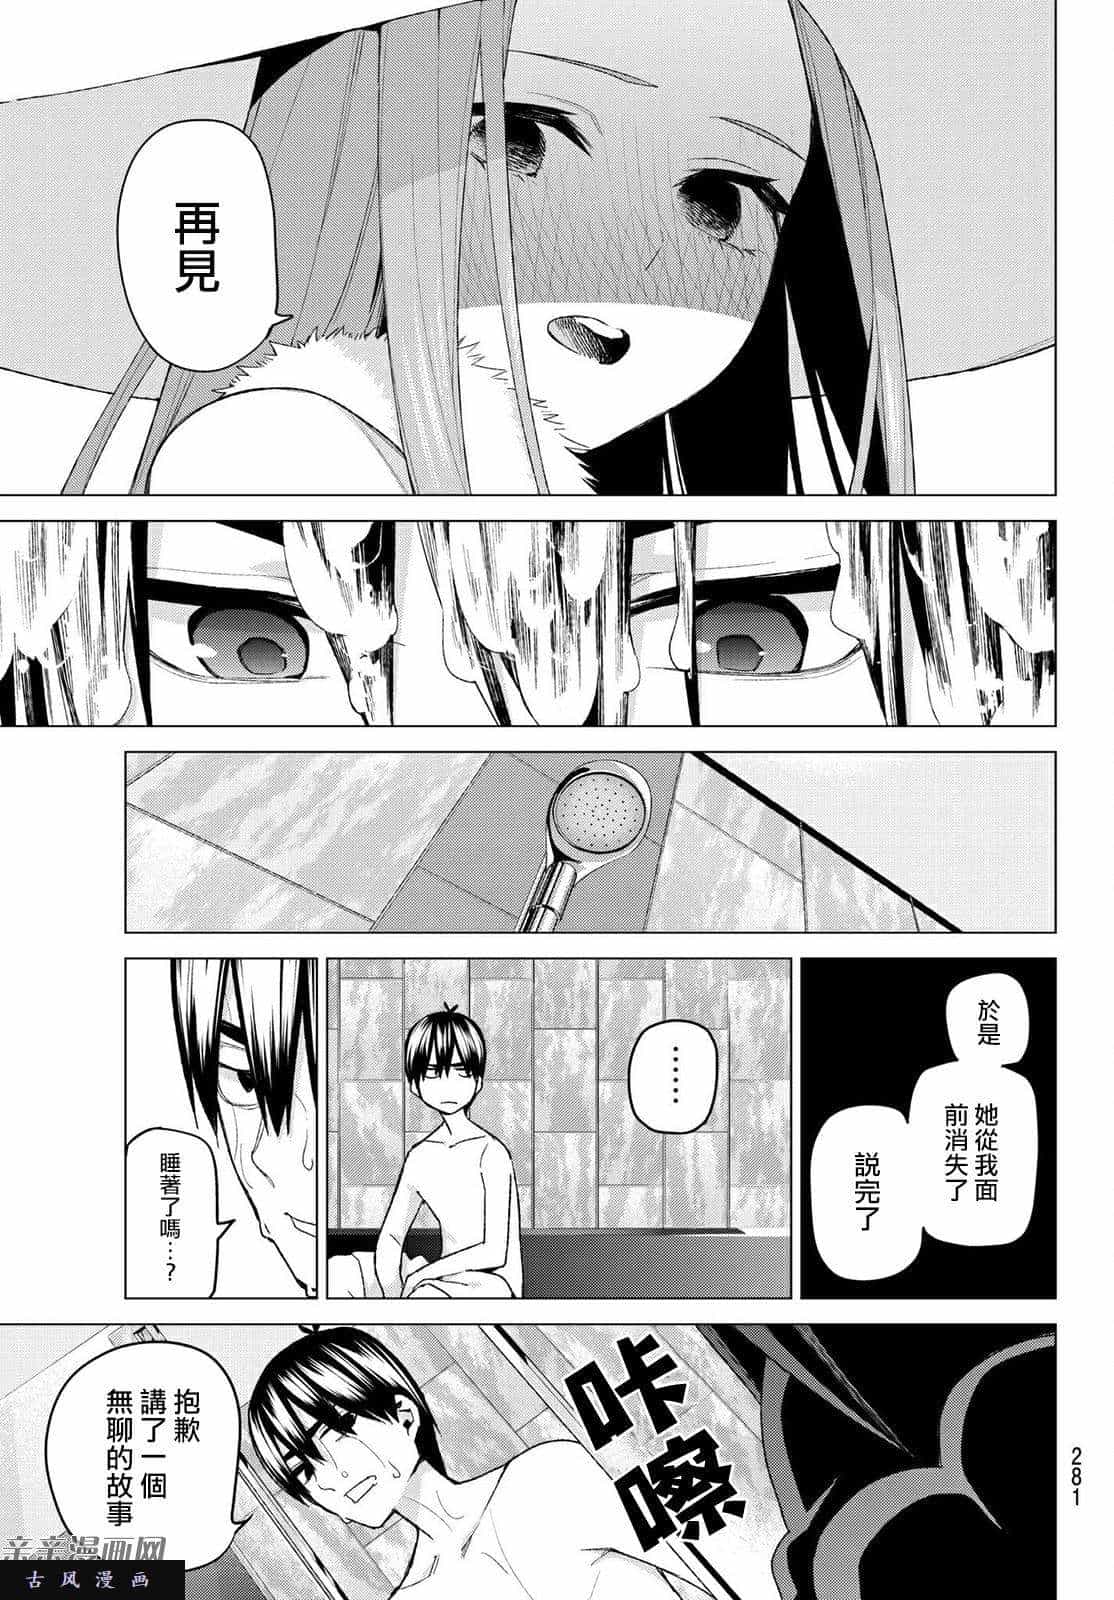 再見
於是
她從我面
前消失了
説完了
⋯⋯
睡著了嗎⋯?
咔嚓
抱歉
講了一個
無聊的故事
281
亲亲漫画网
古风漫画